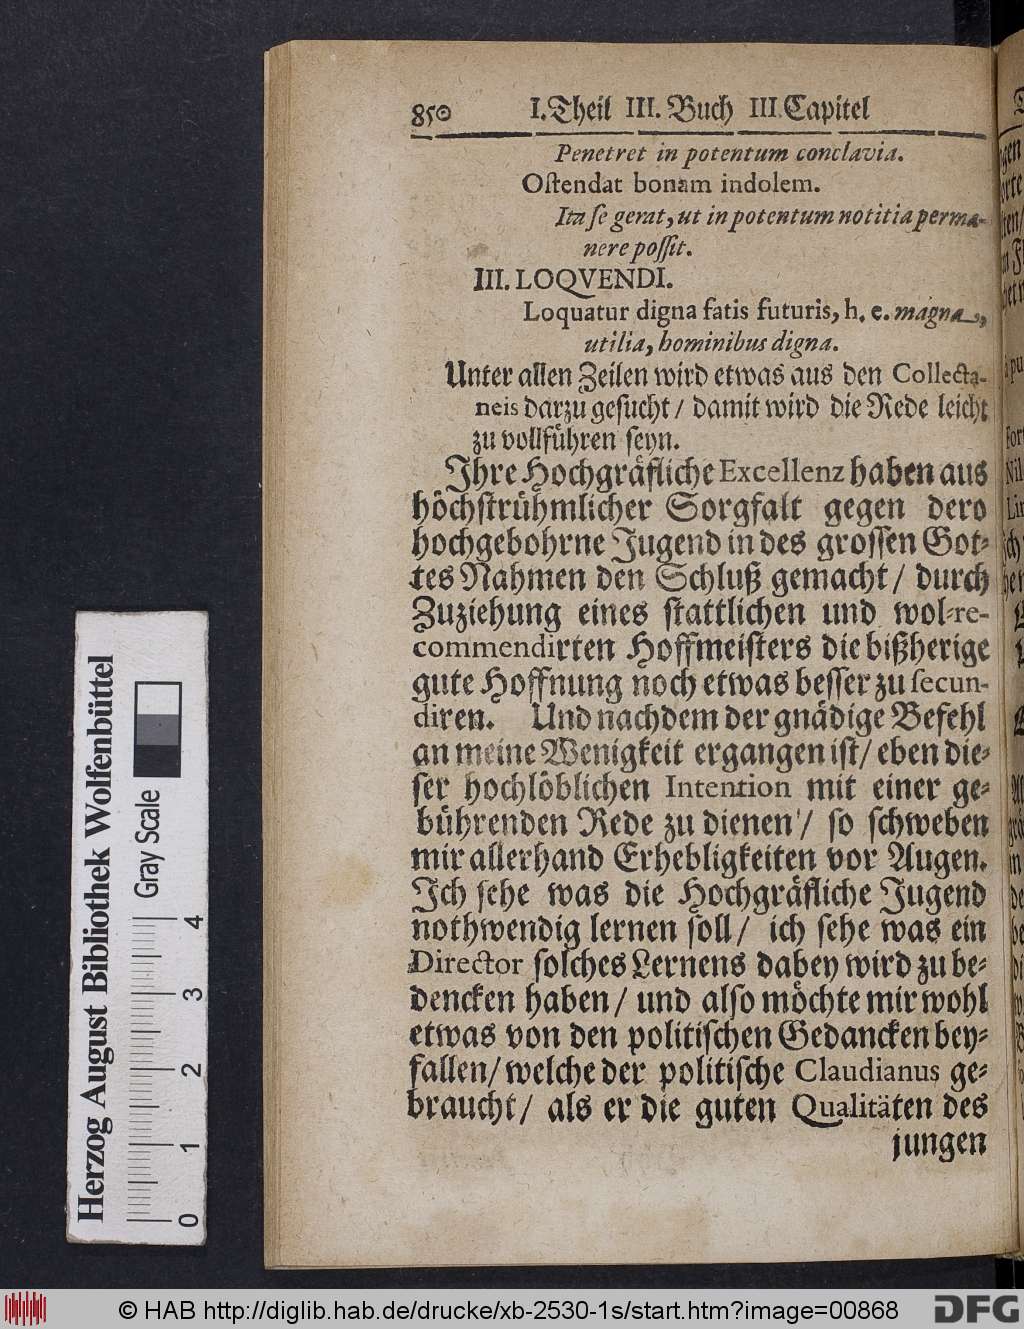 850 I. Theil III. Buch III. Capitel
Penetret in potentum conclavia.
Oſtendat bonam indolem.
Ita ſe gerat, ut in potentum notitia perma-
nere poſſit.
III. LOQVENDI.
Loquatur digna fatis futuris, h. e. magna,
utilia, hominibus digna.
Unter allen Zeilen wird etwas aus den Collecta-
neis darzu geſucht / damit wird die Rede leicht
zu vollführen ſeyn.
Ihre Hochgräfliche Excellenz haben aus
höchſtrühmlicher Sorgfalt gegen dero
hochgebohrne Jugend in des groſſen Got-
tes Nahmen den Schluß gemacht / durch
Zuziehung eines ſtattlichen und wol-re-
commendirten Hoffmeiſters die bißherige
gute Hoffnung noch etwas beſſer zu ſecun-
diren. Und nachdem der gnädige Befehl
an meine Wenigkeit ergangen iſt / eben die-
ſer hochlöblichen Intention mit einer ge-
bührenden Rede zu dienen / ſo ſchweben
mir allerhand Erhebligkeiten vor Augen.
Ich ſehe was die Hochgräfliche Jugend
nothwendig lernen ſoll / ich ſehe was ein
Director ſolches Lernens dabey wird zu be-
dencken haben / und alſo möchte mir wohl
etwas von den politiſchen Gedancken bey-
fallen / welche der politiſche Claudianus ge-
braucht / als er die guten Qualitäten des
jungen
Herzog August Bibliothek Wolfenbüttel
Gray Scale
0 1 2 3 4
© HAB http://diglib.hab.de/drucke/xb-2530-1s/start.htm?image=00868
DFG